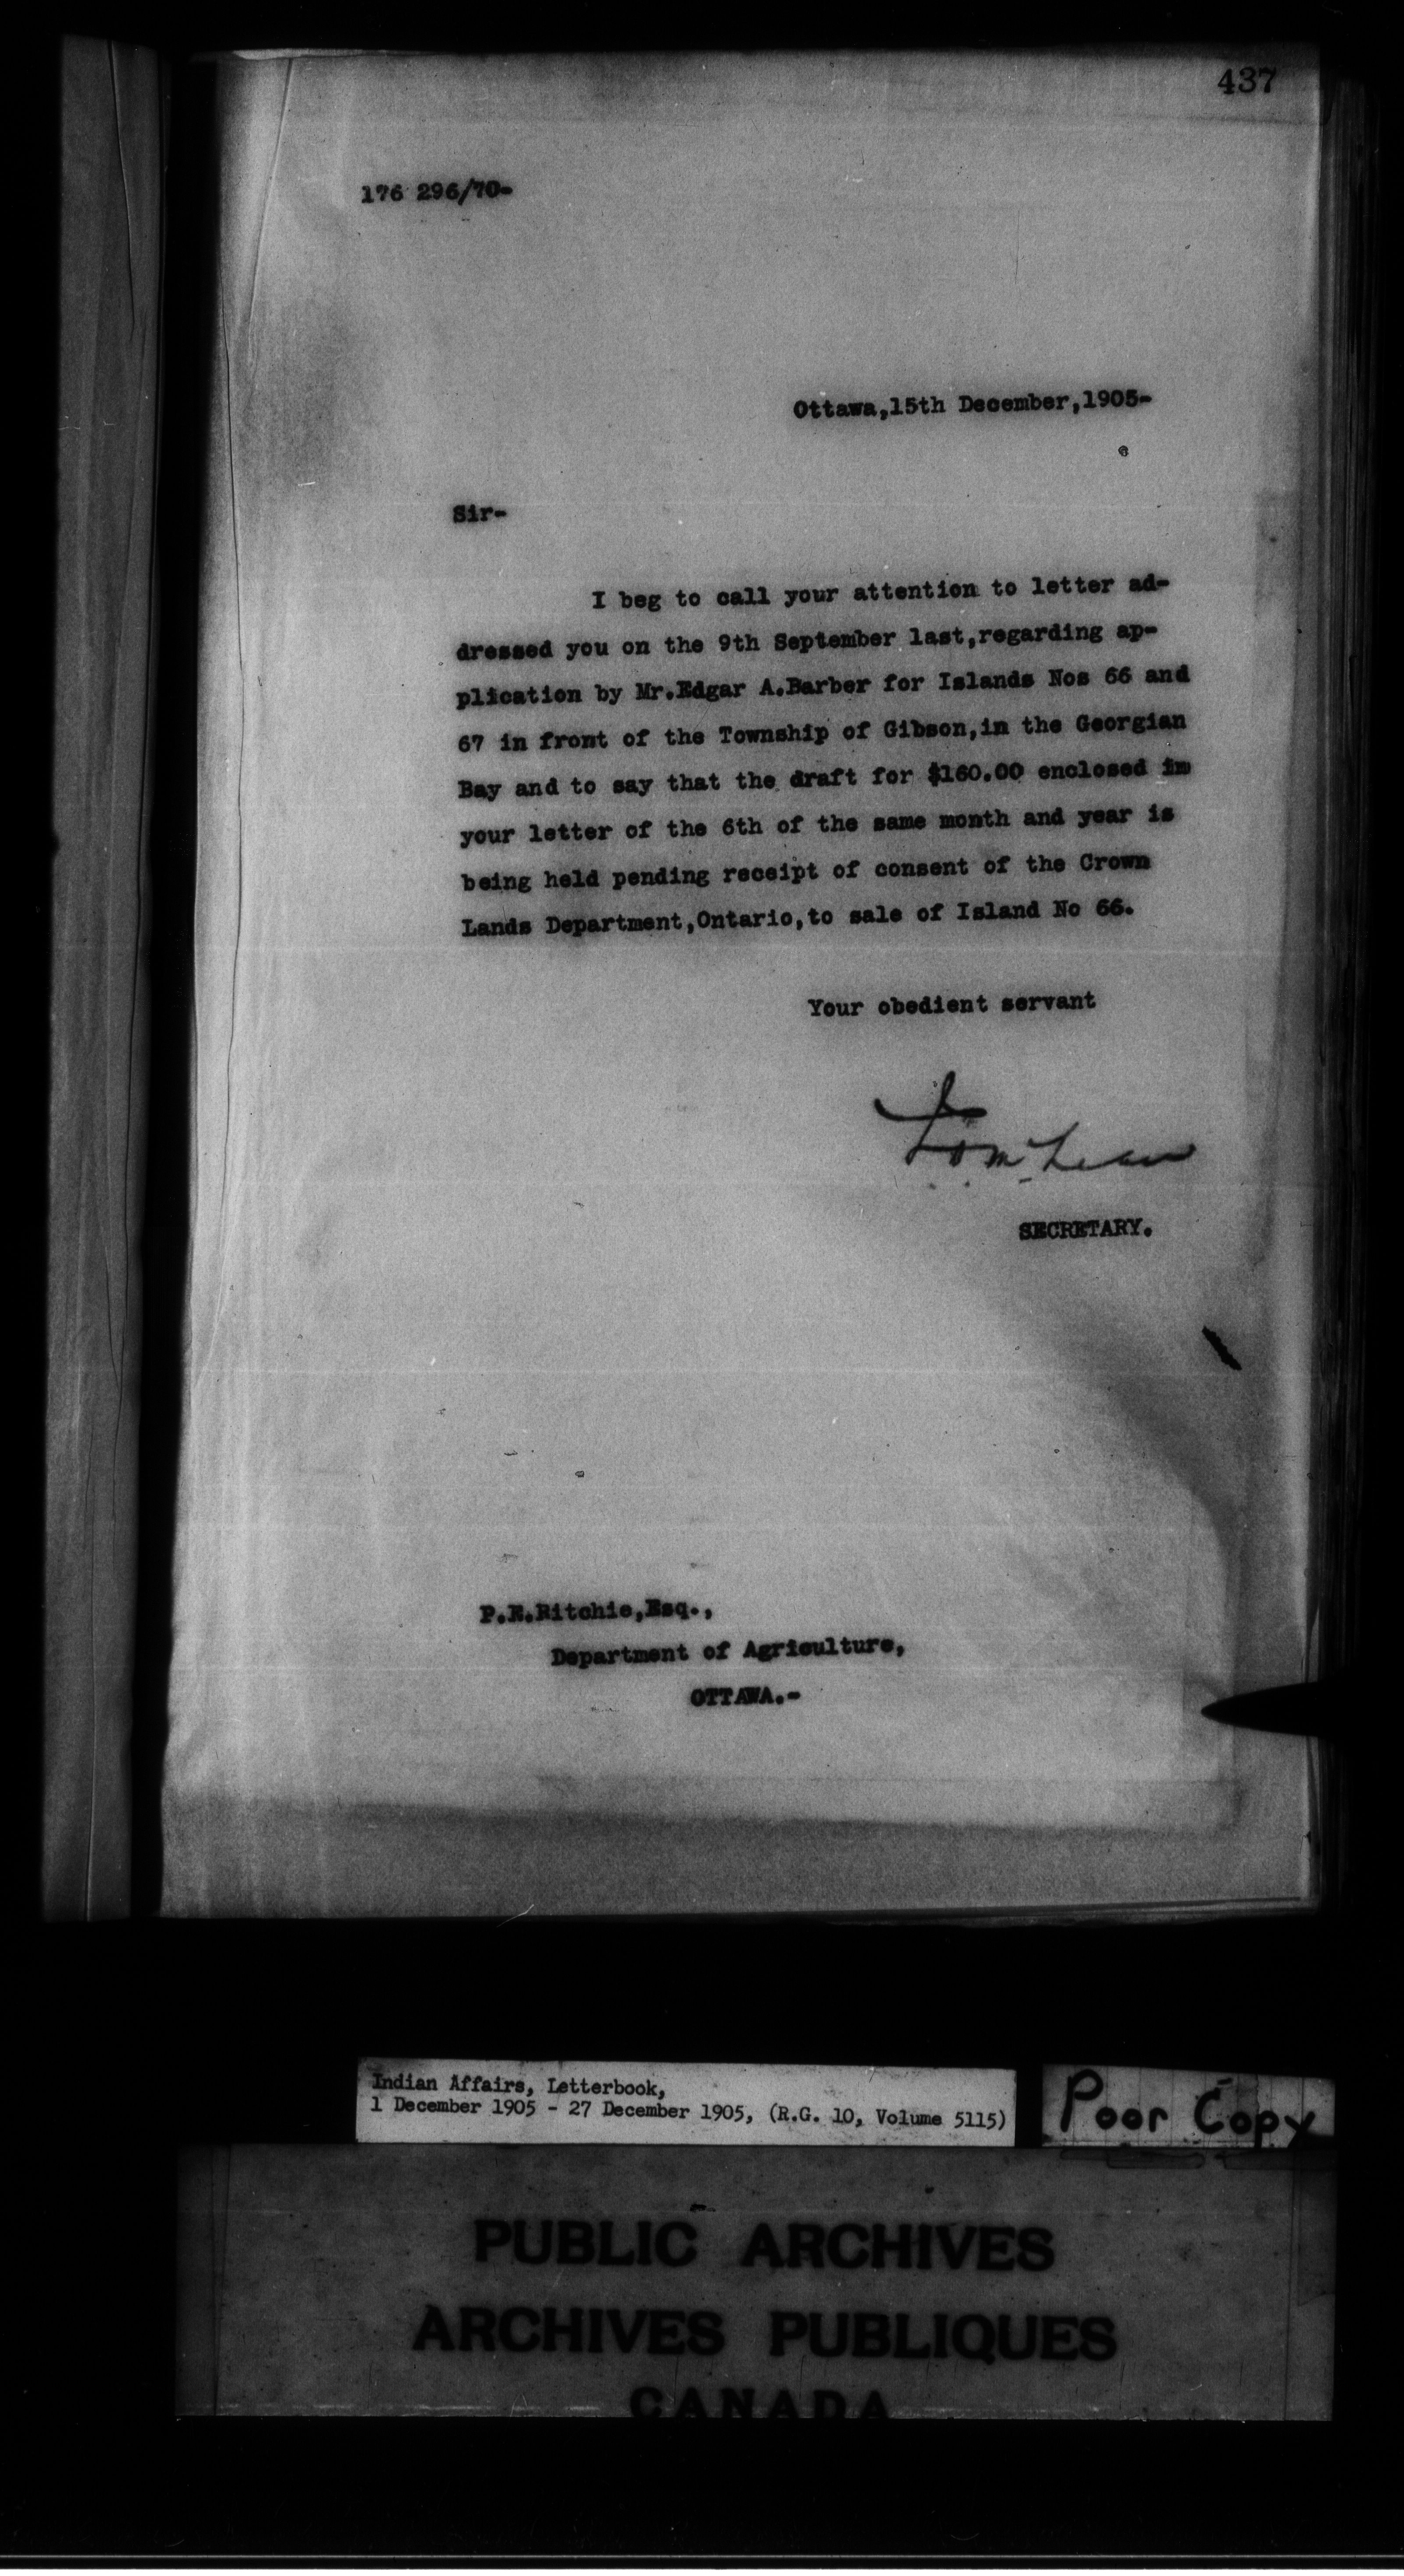 437
176 296/70-
Ottawa,15th December,1905-
Sir-
I beg to call your attention to letter ad-
dressed you on the 9th September last,regarding ap-
plication by Mr.Edgar A.Barber for Islands Nos 66 and
67 in front of the Township of Gibson,in the Georgian
Bay and to say that the draft for $160.00 enclosed in
your letter of the 6th of the same month and year is
being held pending receipt of consent of the Crown
Lands Department,Ontario,to sale of Island No 66.
Your obedient servant
McLean
SECRETARY.
P.E.Ritchie,Esq.,
Department of Agriculture,
OTTAWA.-
Indian Affairs, Letterbook,
1 December 1905 - 27 December 1905, (R.G. 10, Volume 5115)
Poor Copy
PUBLIC ARCHIVES
ARCHIVES PUBLIQUES
CANADA